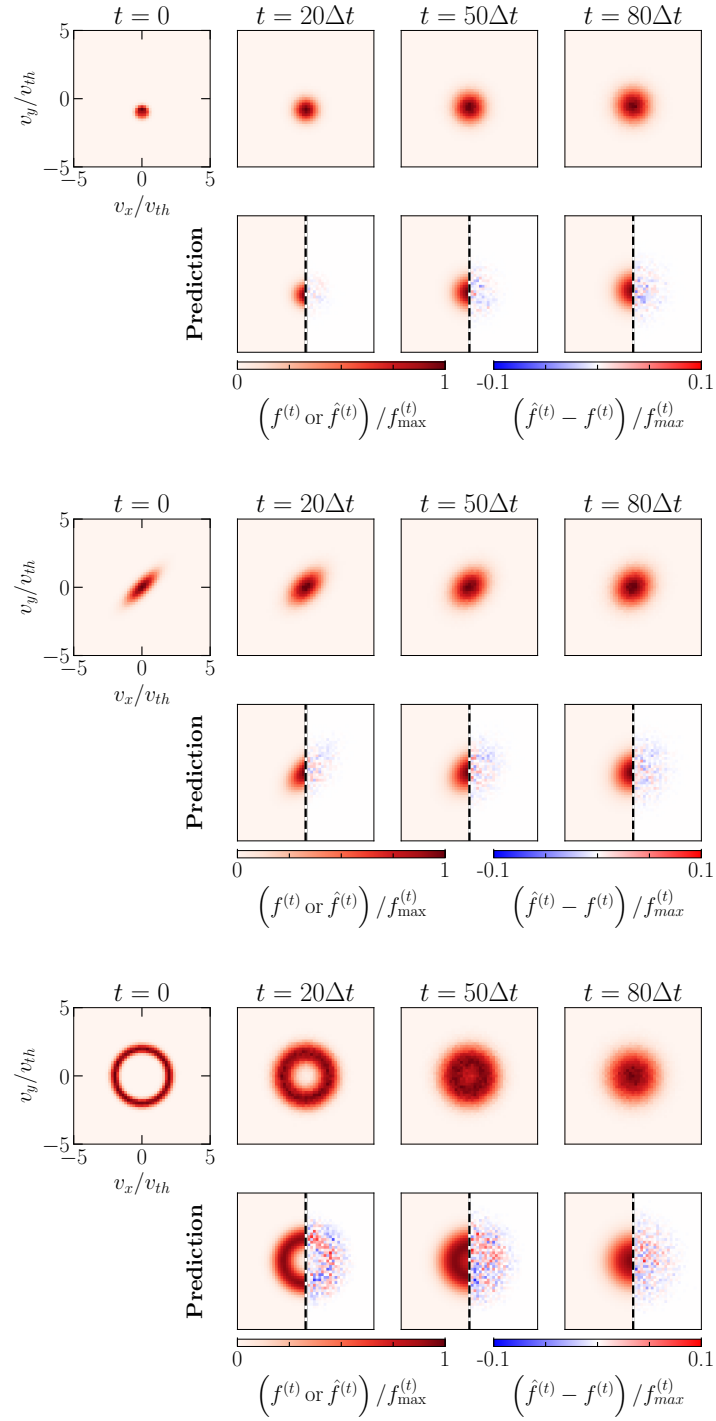 t = 0 t = 20Δt t = 50Δt t = 80Δt
5
v_y/v_th
0
−5
−5 0 5
v_x/v_th
Prediction
0 1 -0.1 0.1
(f^(t) or f̂^(t)) /f_max^(t) (f̂^(t) − f^(t)) /f_max^(t)
t = 0 t = 20Δt t = 50Δt t = 80Δt
5
v_y/v_th
0
−5
−5 0 5
v_x/v_th
Prediction
0 1 -0.1 0.1
(f^(t) or f̂^(t)) /f_max^(t) (f̂^(t) − f^(t)) /f_max^(t)
t = 0 t = 20Δt t = 50Δt t = 80Δt
5
v_y/v_th
0
−5
−5 0 5
v_x/v_th
Prediction
0 1 -0.1 0.1
(f^(t) or f̂^(t)) /f_max^(t) (f̂^(t) − f^(t)) /f_max^(t)